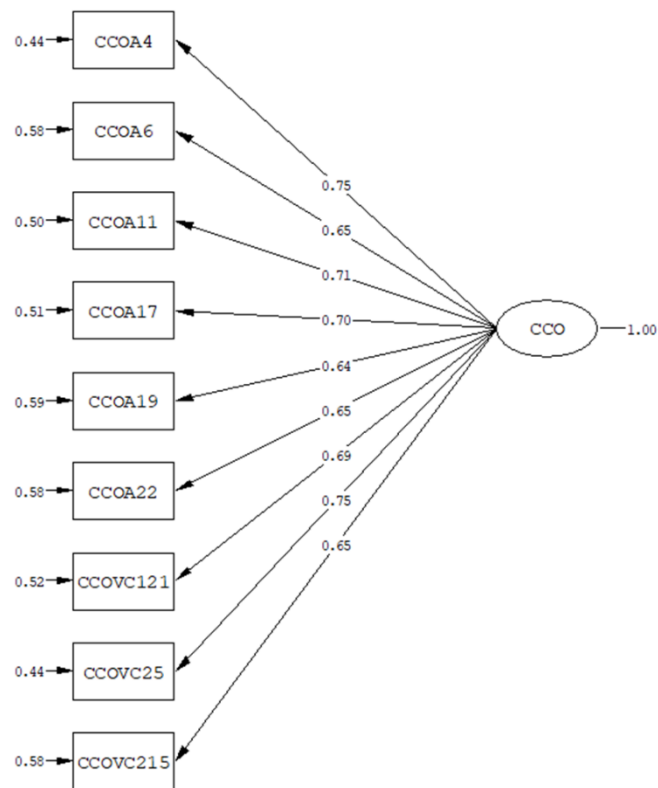 0.44 CCOA4
0.58 CCOA6
0.50 CCOA11
0.51 CCOA17
0.59 CCOA19
0.58 CCOA22
0.52 CCOVC121
0.44 CCOVC25
0.58 CCOVC215
0.75
0.65
0.71
0.70
0.64
0.65
0.69
0.75
0.65
CCO 1.00